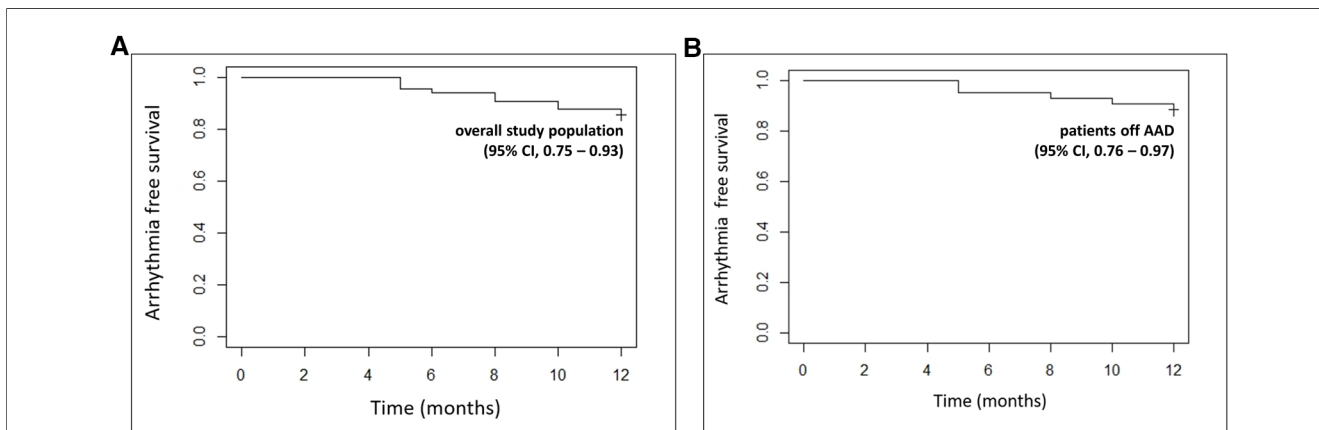 A
Arrhythmia free survival
1.0
0.8
0.6
0.4
0.2
0.0
overall study population
(95% CI, 0.75 – 0.93)
0 2 4 6 8 10 12
Time (months)
B
Arrhythmia free survival
1.0
0.8
0.6
0.4
0.2
0.0
patients off AAD
(95% CI, 0.76 – 0.97)
0 2 4 6 8 10 12
Time (months)